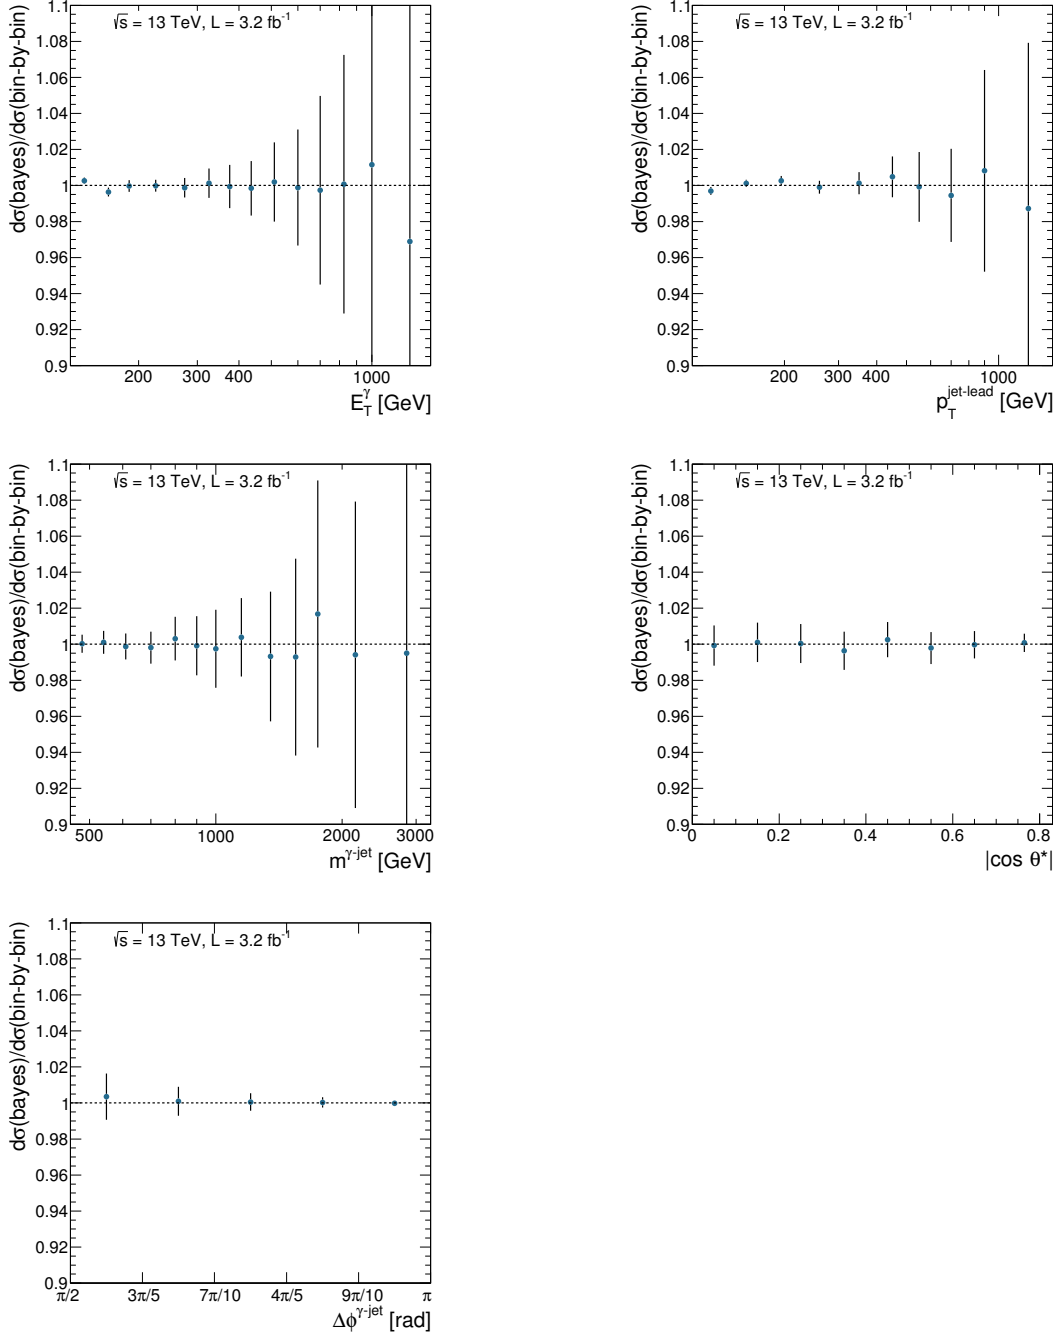 √s = 13 TeV, L = 3.2 fb⁻¹
dσ(bayes)/dσ(bin-by-bin)
1.1
1.08
1.06
1.04
1.02
1
0.98
0.96
0.94
0.92
0.9
200 300 400 1000
E_T^γ [GeV]
√s = 13 TeV, L = 3.2 fb⁻¹
dσ(bayes)/dσ(bin-by-bin)
1.1
1.08
1.06
1.04
1.02
1
0.98
0.96
0.94
0.92
0.9
200 300 400 1000
p_T^jet-lead [GeV]
√s = 13 TeV, L = 3.2 fb⁻¹
dσ(bayes)/dσ(bin-by-bin)
1.1
1.08
1.06
1.04
1.02
1
0.98
0.96
0.94
0.92
0.9
500 1000 2000 3000
m^γ-jet [GeV]
√s = 13 TeV, L = 3.2 fb⁻¹
dσ(bayes)/dσ(bin-by-bin)
1.1
1.08
1.06
1.04
1.02
1
0.98
0.96
0.94
0.92
0.9
0 0.2 0.4 0.6 0.8
|cos θ*|
√s = 13 TeV, L = 3.2 fb⁻¹
dσ(bayes)/dσ(bin-by-bin)
1.1
1.08
1.06
1.04
1.02
1
0.98
0.96
0.94
0.92
0.9
π/2 3π/5 7π/10 4π/5 9π/10 π
Δϕ^γ-jet [rad]